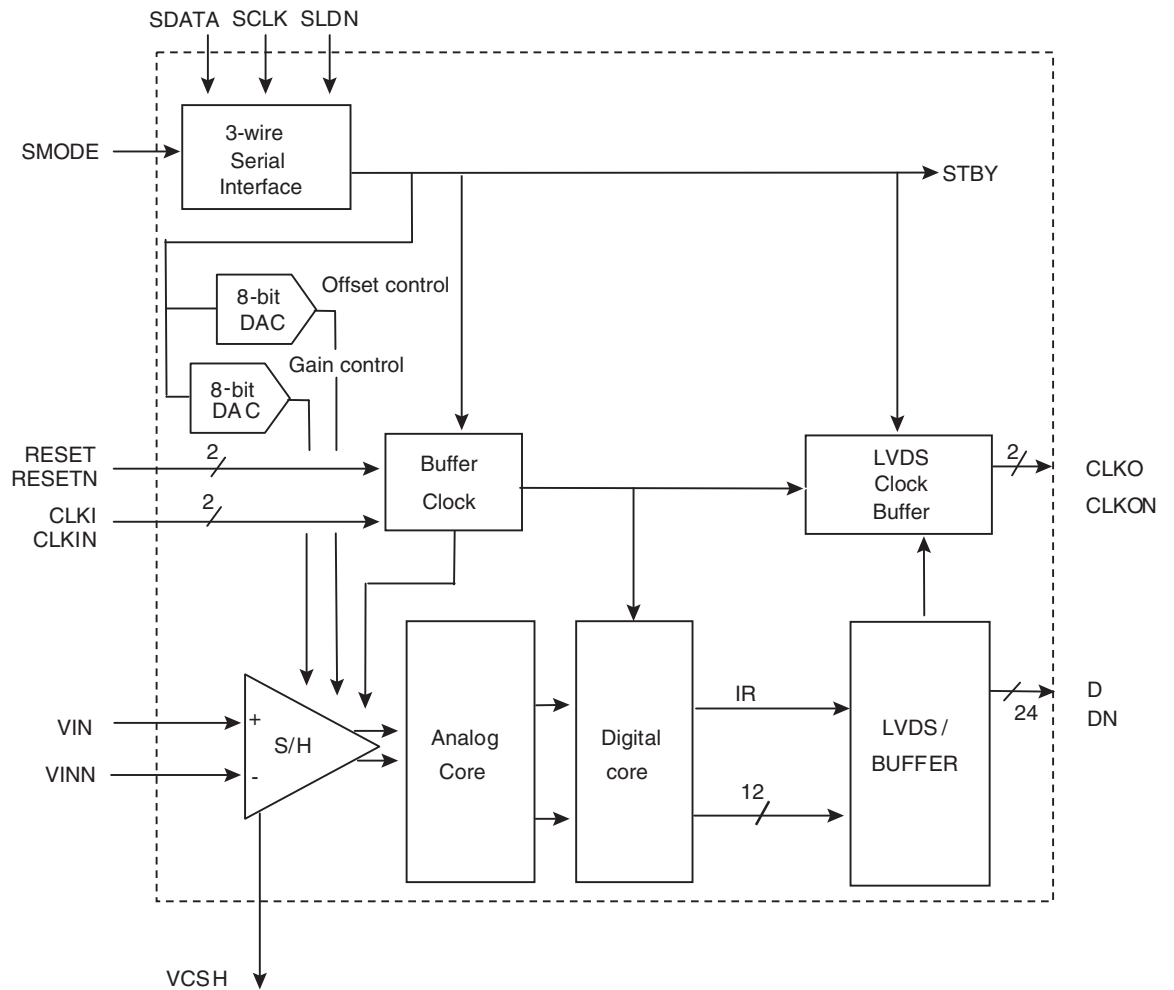 SDATA SCLK SLDN
SMODE
3-wire
Serial
Interface
STBY
8-bit
DAC
Offset control
Gain control
8-bit
DAC
RESET
RESETN
2
CLKI
CLKIN
2
Buffer
Clock
LVDS
Clock
Buffer
2
CLKO
CLKON
VIN
VINN
+
-
S/H
Analog
Core
Digital
core
IR
12
LVDS/
BUFFER
24
D
DN
VCSH